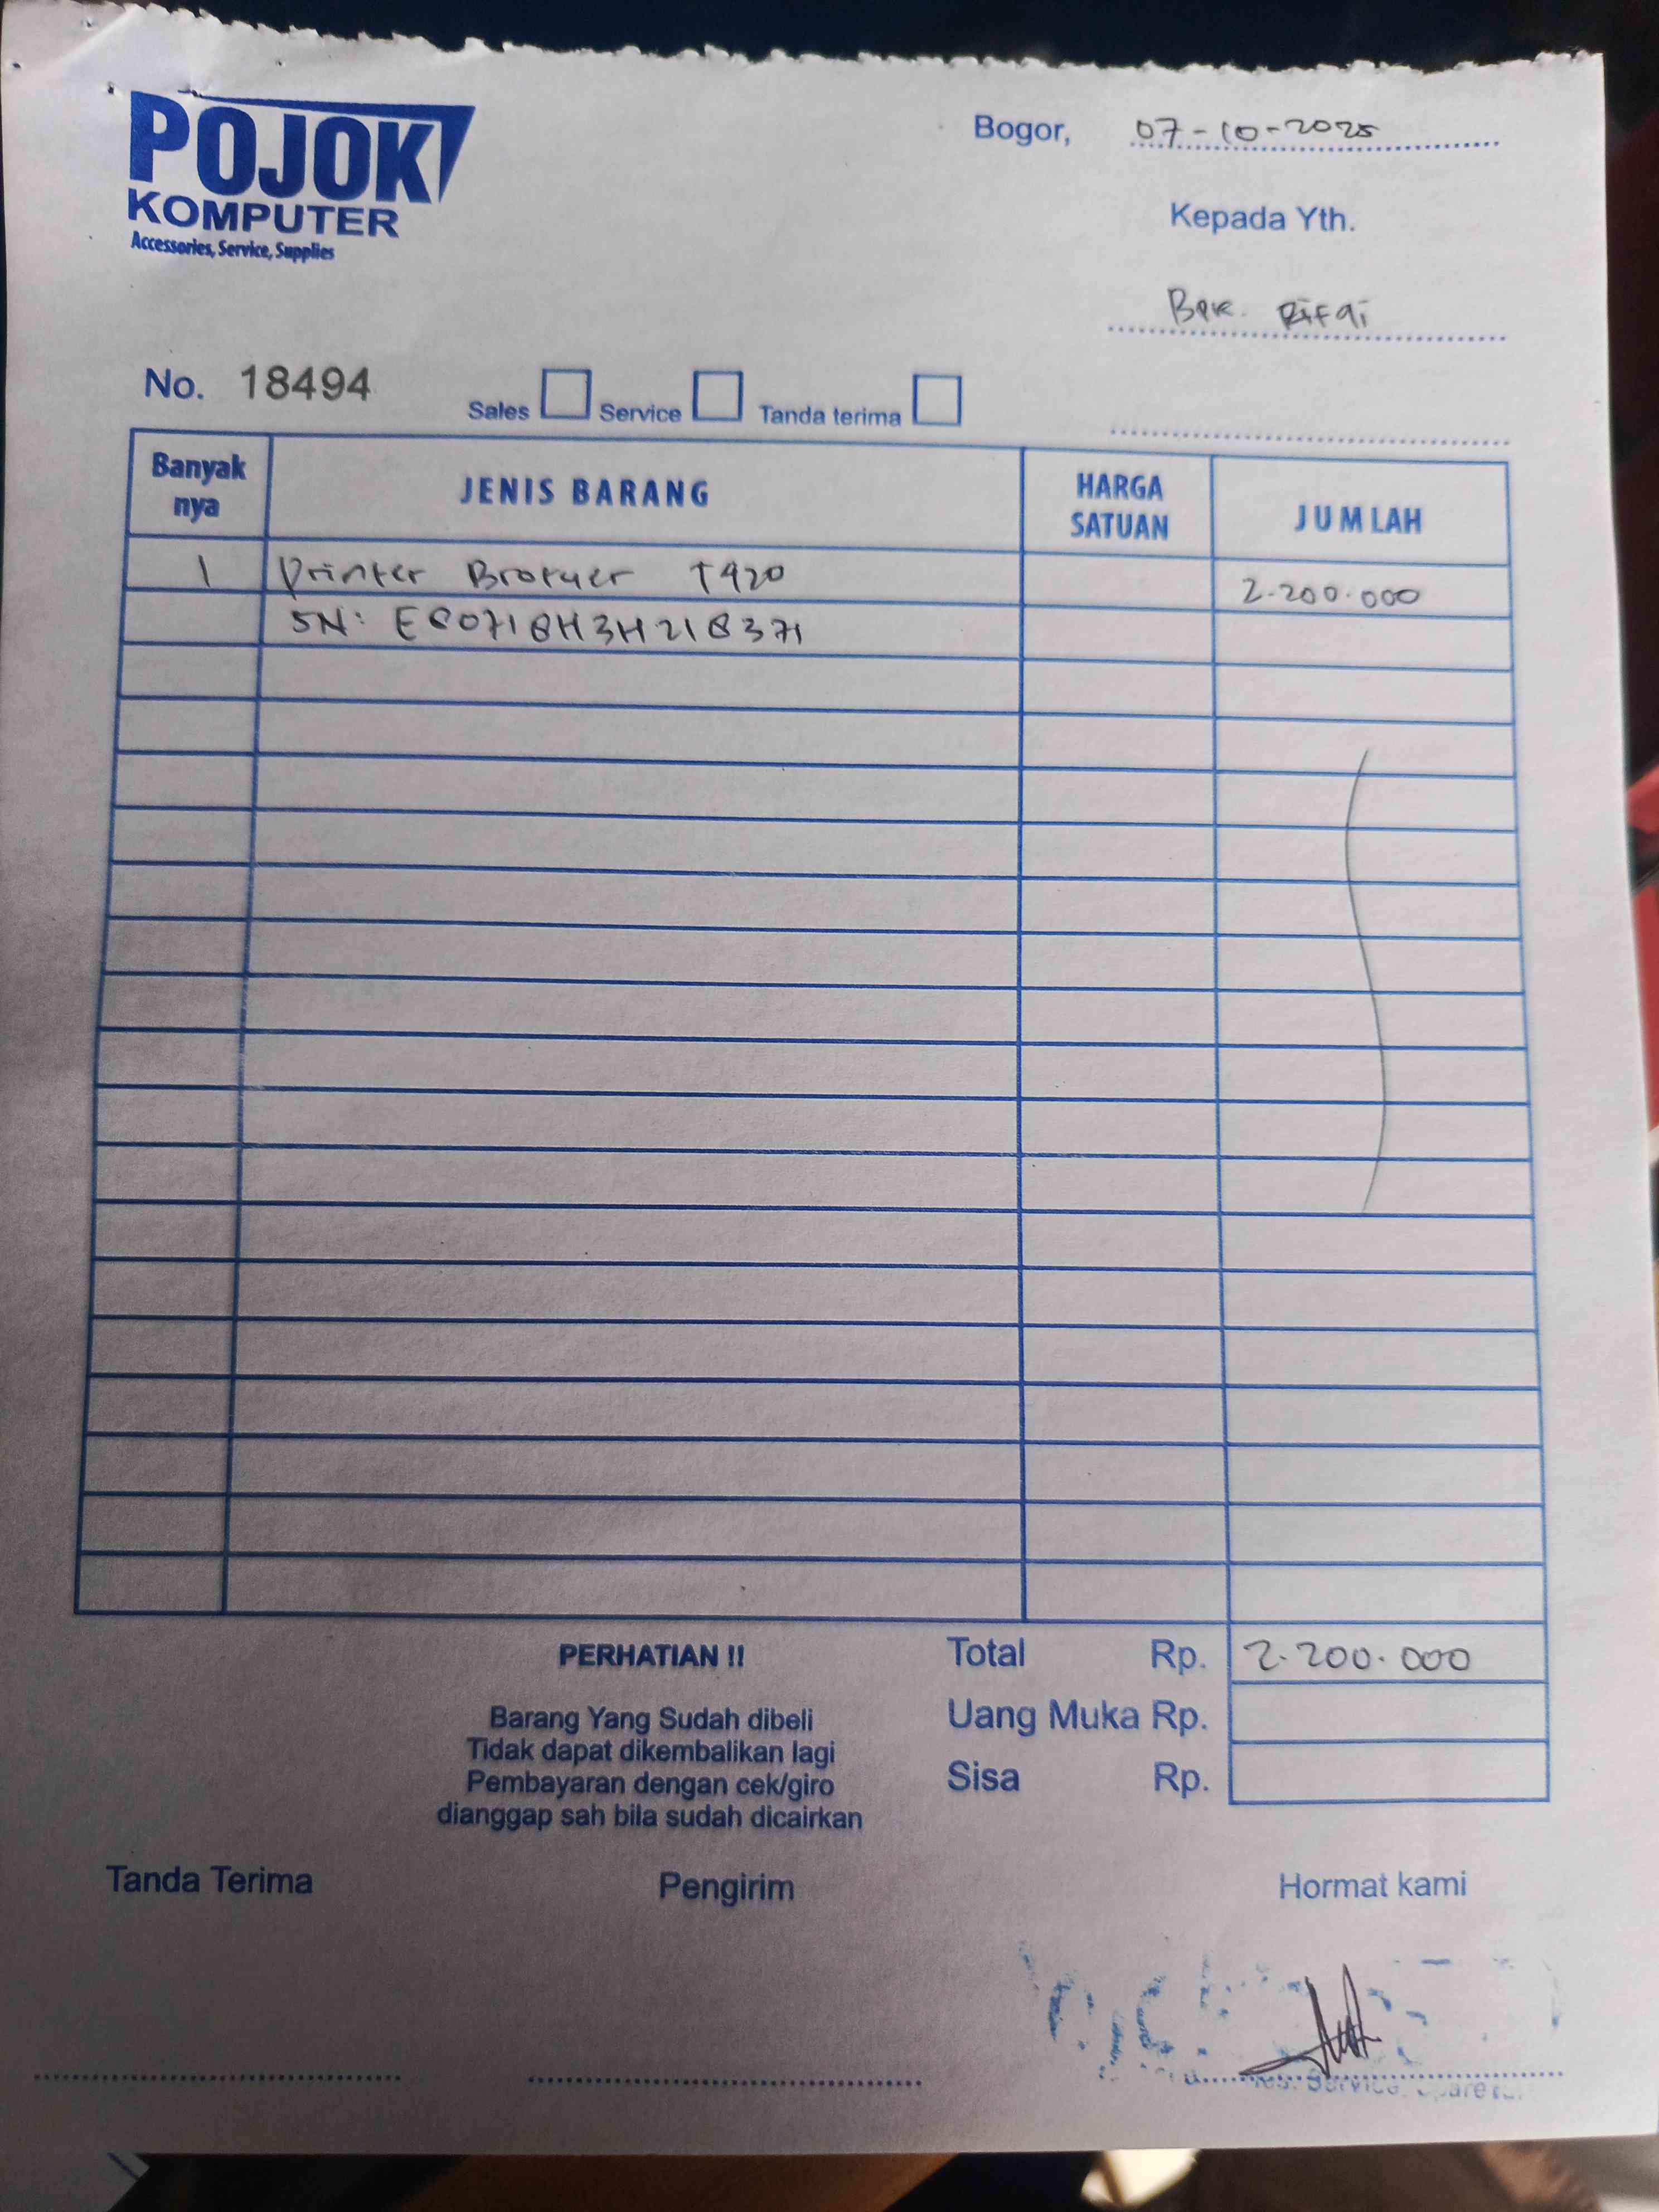 POJOK
KOMPUTER
Accessories, Service, Supplies
Bogor, 07-10-2025
Kepada Yth.
Bpk. Rifqi
No. 18494
Sales Service Tanda terima
Banyak nya JENIS BARANG HARGA SATUAN JUMLAH
1 Printer Brother T420 2.200.000
SN: E80718H3H218371
PERHATIAN !!
Barang Yang Sudah dibeli
Tidak dapat dikembalikan lagi
Pembayaran dengan cek/giro
dianggap sah bila sudah dicairkan
Total Rp. 2.200.000
Uang Muka Rp.
Sisa Rp.
Tanda Terima Pengirim Hormat kami
Service,